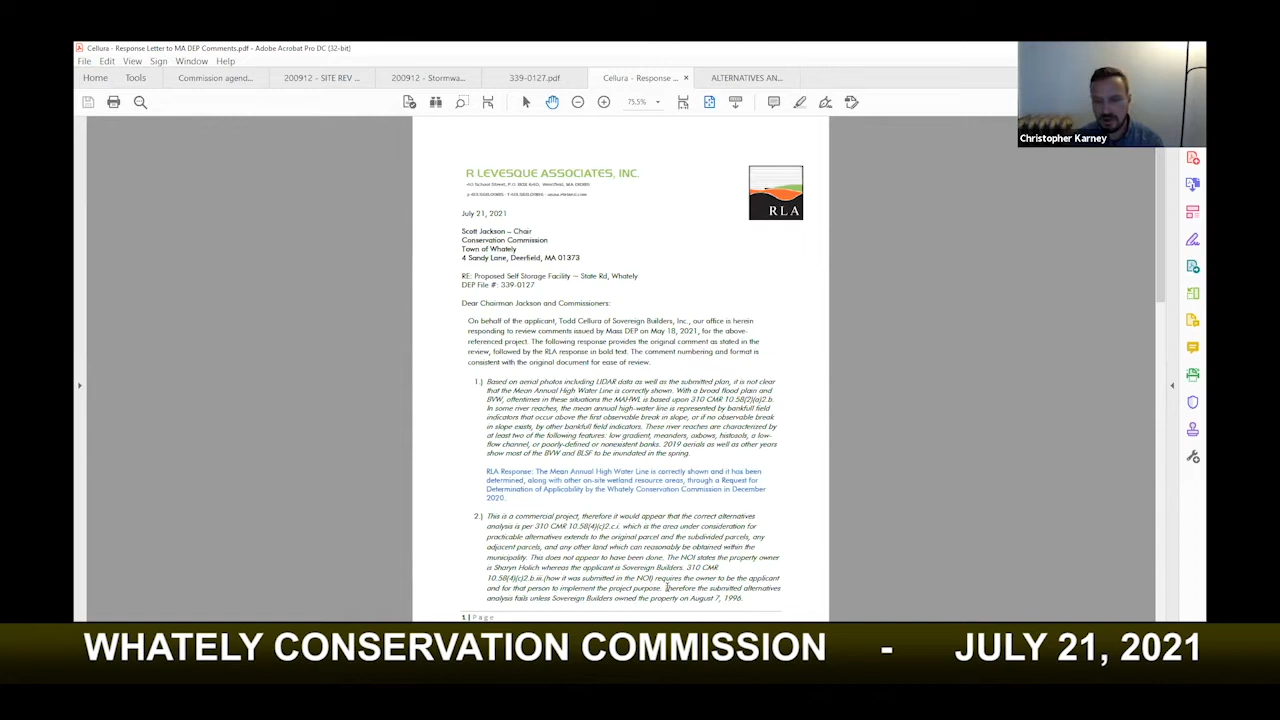 Cellura - Response Letter to MA DEP Comments.pdf - Adobe Acrobat Pro DC (32-bit)
File Edit View Sign Window Help
Home Tools Commission agend... 200912 - SITE REV ... 200912 - Stormwa... 339-0127.pdf Cellura - Response ... × ALTERNATIVES AN...
75.5%
Christopher Karney
R LEVESQUE ASSOCIATES, INC.
40 School Street, P.O. BOX 640, Westfield, MA 01085
RLA
July 21, 2021
Scott Jackson – Chair
Conservation Commission
Town of Whately
4 Sandy Lane, Deerfield, MA 01373
RE: Proposed Self Storage Facility ~ State Rd, Whately
DEP File #: 339-0127
Dear Chairman Jackson and Commissioners:
On behalf of the applicant, Todd Cellura of Sovereign Builders, Inc., our office is herein
responding to review comments issued by Mass DEP on May 18, 2021, for the above-
referenced project. The following response provides the original comment as stated in the
review, followed by the RLA response in bold text. The comment numbering and format is
consistent with the original document for ease of review.
1.) Based on aerial photos including LIDAR data as well as the submitted plan, it is not clear
that the Mean Annual High Water Line is correctly shown. With a broad flood plain and
BVW, oftentimes in these situations the MAHWL is based upon 310 CMR 10.58(2)(a)2.b.
In some river reaches, the mean annual high-water line is represented by bankfull field
indicators that occur above the first observable break in slope, or if no observable break
in slope exists, by other bankfull field indicators. These river reaches are characterized by
at least two of the following features: low gradient, meanders, oxbows, histosols, a low-
flow channel, or poorly-defined or nonexistent banks. 2019 aerials as well as other years
show most of the BVW and BLSF to be inundated in the spring.
RLA Response: The Mean Annual High Water Line is correctly shown and it has been
determined, along with other on-site wetland resource areas, through a Request for
Determination of Applicability by the Whately Conservation Commission in December
2020.
2.) This is a commercial project, therefore it would appear that the correct alternatives
analysis is per 310 CMR 10.58(4)(c)2.c.i. which is the area under consideration for
practicable alternatives extends to the original parcel and the subdivided parcels, any
adjacent parcels, and any other land which can reasonably be obtained within the
municipality. This does not appear to have been done. The NOI states the property owner
is Sharyn Holich whereas the applicant is Sovereign Builders. 310 CMR
10.58(4)(c)2.b.iii.(how it was submitted in the NOI) requires the owner to be the applicant
and for that person to implement the project purpose. Therefore the submitted alternatives
analysis fails unless Sovereign Builders owned the property on August 7, 1996.
1 | Page
WHATELY CONSERVATION COMMISSION - JULY 21, 2021